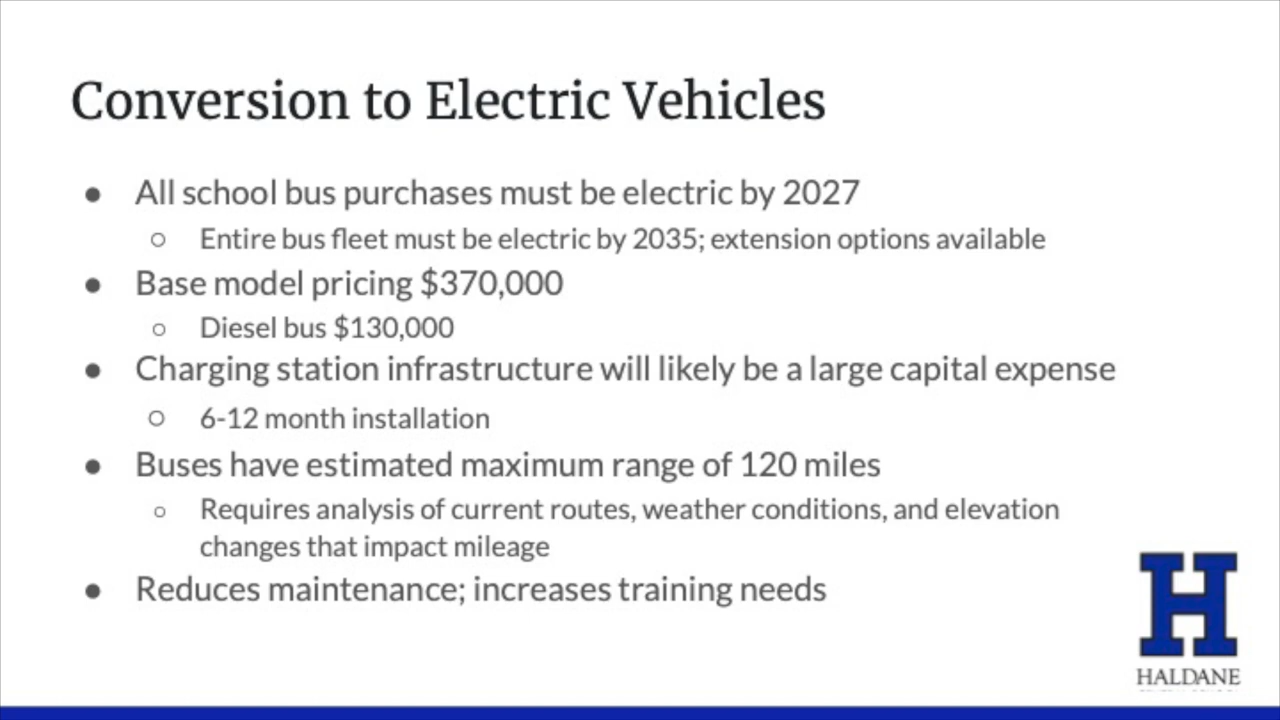 Conversion to Electric Vehicles
● All school bus purchases must be electric by 2027
○ Entire bus fleet must be electric by 2035; extension options available
● Base model pricing $370,000
○ Diesel bus $130,000
● Charging station infrastructure will likely be a large capital expense
○ 6-12 month installation
● Buses have estimated maximum range of 120 miles
○ Requires analysis of current routes, weather conditions, and elevation
changes that impact mileage
● Reduces maintenance; increases training needs
H
HALDANE